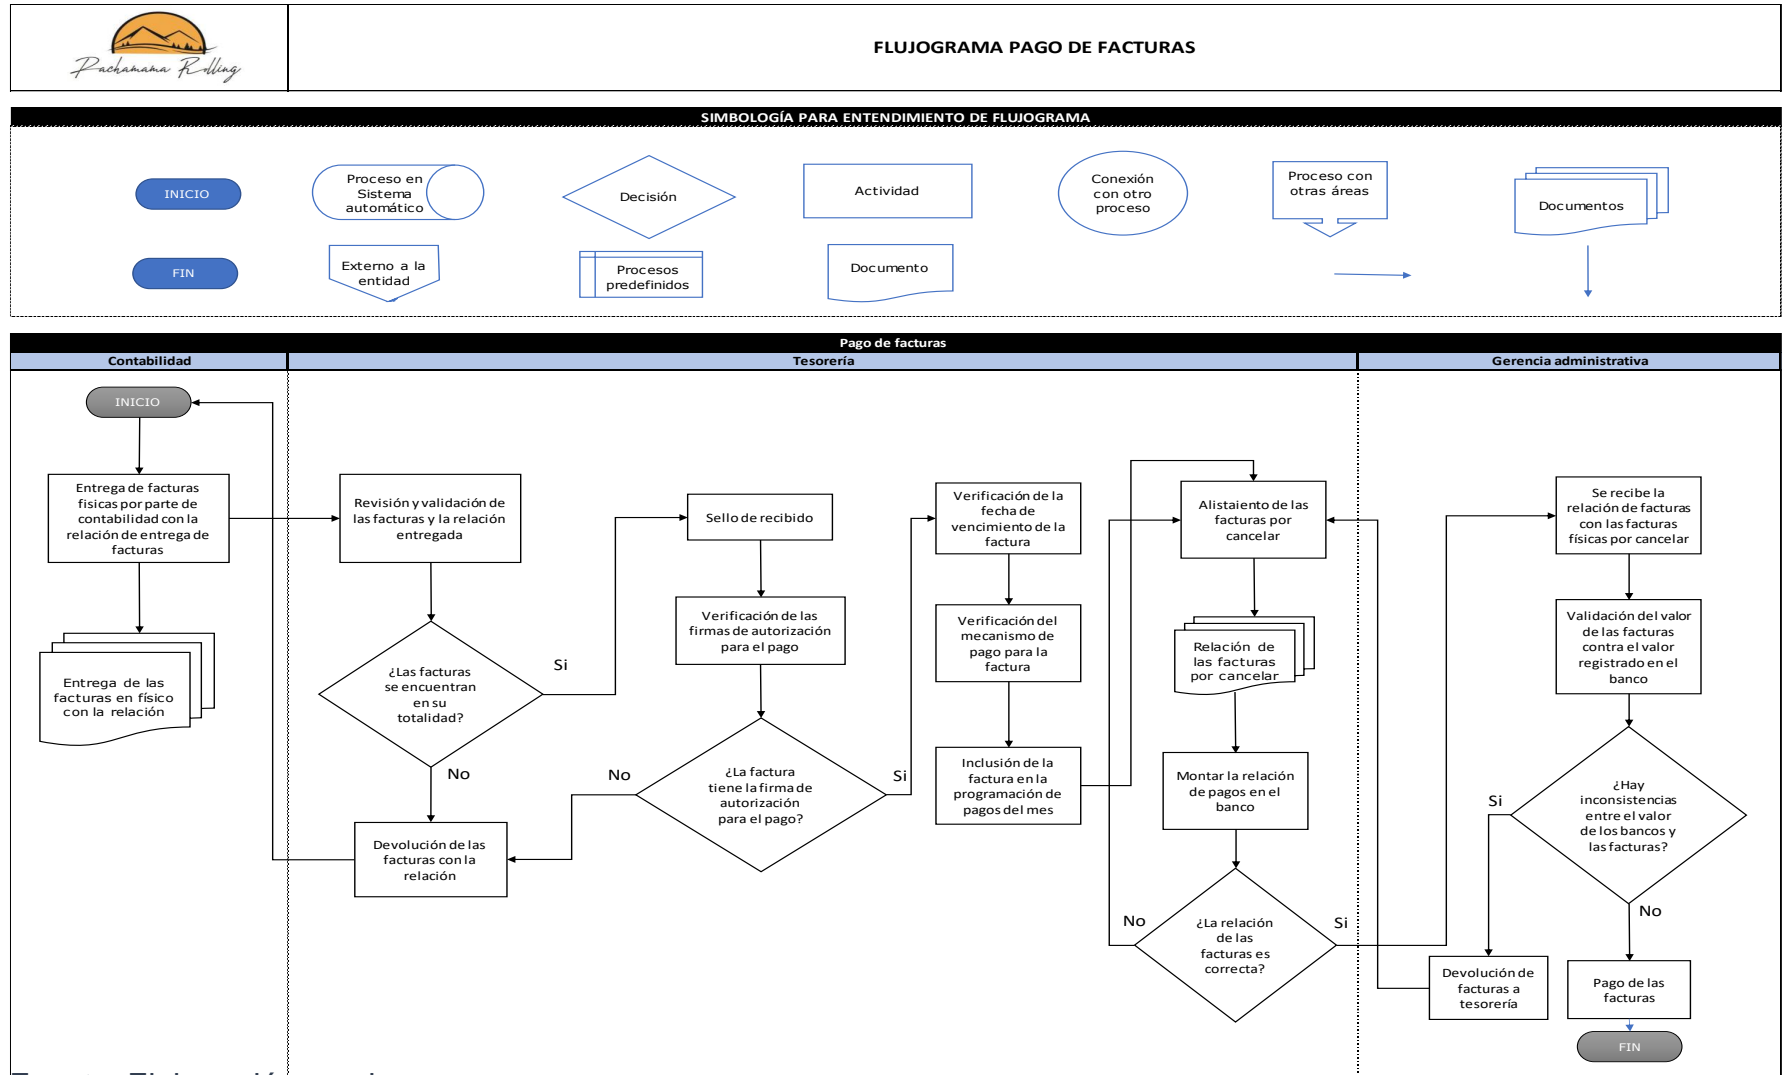 Pachamama Rolling
FLUJOGRAMA PAGO DE FACTURAS
SIMBOLOGÍA PARA ENTENDIMIENTO DE FLUJOGRAMA
INICIO
Proceso en
Sistema
automático
Decisión
Actividad
Conexión
con otro
proceso
Proceso con
otras áreas
Documentos
FIN
Externo a la
entidad
Procesos
predefinidos
Documento
Pago de facturas
Contabilidad
Tesorería
Gerencia administrativa
INICIO
Entrega de facturas
fisicas por parte de
contabilidad con la
relación de entrega de
facturas
Entrega de las
facturas en físico
con la relación
Revisión y validación de
las facturas y la relación
entregada
¿Las facturas
se encuentran
en su
totalidad?
Si
No
Devolución de las
facturas con la
relación
Sello de recibido
Verificación de las
firmas de autorización
para el pago
¿La factura
tiene la firma de
autorización
para el pago?
No
Si
Verificación de la
fecha de
vencimiento de la
factura
Verificación del
mecanismo de
pago para la
factura
Inclusión de la
factura en la
programación de
pagos del mes
Alistaiento de las
facturas por
cancelar
Relación de
las facturas
por cancelar
Montar la relación
de pagos en el
banco
¿La relación
de las
facturas es
correcta?
No
Si
Se recibe la
relación de facturas
con las facturas
físicas por cancelar
Validación del valor
de las facturas
contra el valor
registrado en el
banco
¿Hay
inconsistencias
entre el valor
de los bancos y
las facturas?
Si
No
Devolución de
facturas a
tesorería
Pago de las
facturas
FIN